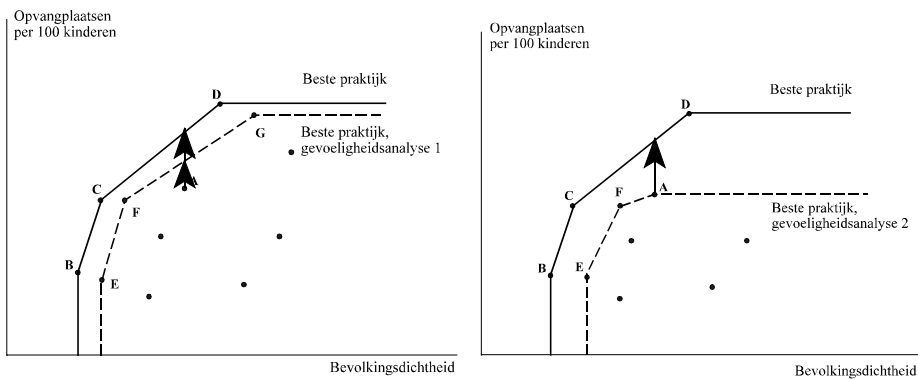 Opvangplaatsen
per 100 kinderen
Beste praktijk
D
G
Beste praktijk,
gevoeligheidsanalyse 1
A
C
F
B
E
Bevolkingsdichtheid
Opvangplaatsen
per 100 kinderen
Beste praktijk
D
C
F
A
Beste praktijk,
gevoeligheidsanalyse 2
B
E
Bevolkingsdichtheid